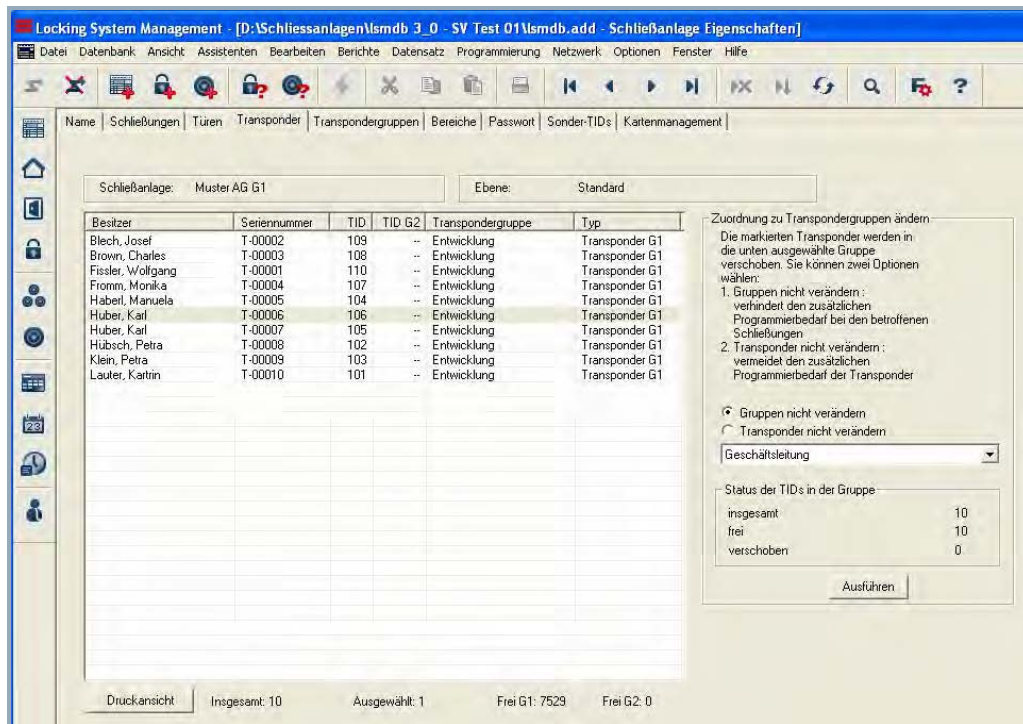 Locking System Management - [D:\Schliessanlagen\lsmdb 3_0 - SV Test 01\lsmdb.add - Schließanlage Eigenschaften]
Datei Datenbank Ansicht Assistenten Bearbeiten Berichte Datensatz Programmierung Netzwerk Optionen Fenster Hilfe
Name Schließungen Türen Transponder Transpondergruppen Bereiche Passwort Sonder-TIDs Kartenmanagement
Schließanlage: Muster AG G1 Ebene: Standard
Besitzer Seriennummer TID TID G2 Transpondergruppe Typ
Blech, Josef T-00002 109 -- Entwicklung Transponder G1
Brown, Charles T-00003 108 -- Entwicklung Transponder G1
Fissler, Wolfgang T-00001 110 -- Entwicklung Transponder G1
Fromm, Monika T-00004 107 -- Entwicklung Transponder G1
Haberl, Manuela T-00005 104 -- Entwicklung Transponder G1
Huber, Karl T-00006 106 -- Entwicklung Transponder G1
Huber, Karl T-00007 105 -- Entwicklung Transponder G1
Hübsch, Petra T-00008 102 -- Entwicklung Transponder G1
Klein, Petra T-00009 103 -- Entwicklung Transponder G1
Lauter, Kartrin T-00010 101 -- Entwicklung Transponder G1
Zuordnung zu Transpondergruppen ändern
Die markierten Transponder werden in
die unten ausgewählte Gruppe
verschoben. Sie können zwei Optionen
wählen:
1. Gruppen nicht verändern :
verhindert den zusätzlichen
Programmierbedarf bei den betroffenen
Schließungen
2. Transponder nicht verändern :
vermeidet den zusätzlichen
Programmierbedarf der Transponder
Gruppen nicht verändern
Transponder nicht verändern
Geschäftsleitung
Status der TIDs in der Gruppe
insgesamt 10
frei 10
verschoben 0
Ausführen
Druckansicht Insgesamt: 10 Ausgewählt: 1 Frei G1: 7529 Frei G2: 0
23